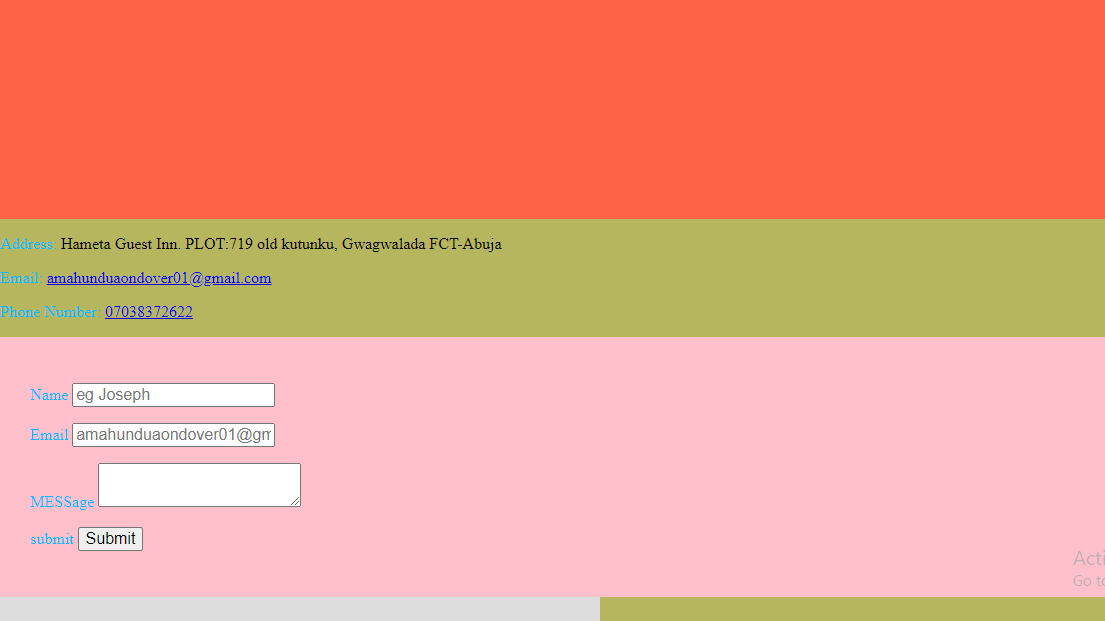 Address: Hameta Guest Inn. PLOT:719 old kutunku, Gwagwalada FCT-Abuja
Email: amahunduaondover01@gmail.com
Phone Number: 07038372622
Name eg Joseph
Email amahunduaondover01@gm
MESSage
submit Submit
Acti
Go to